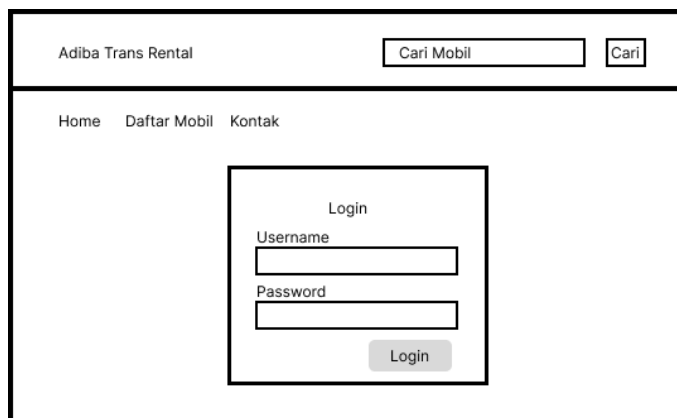 Adiba Trans Rental Cari Mobil Cari
Home Daftar Mobil Kontak
Login
Username
Password
Login